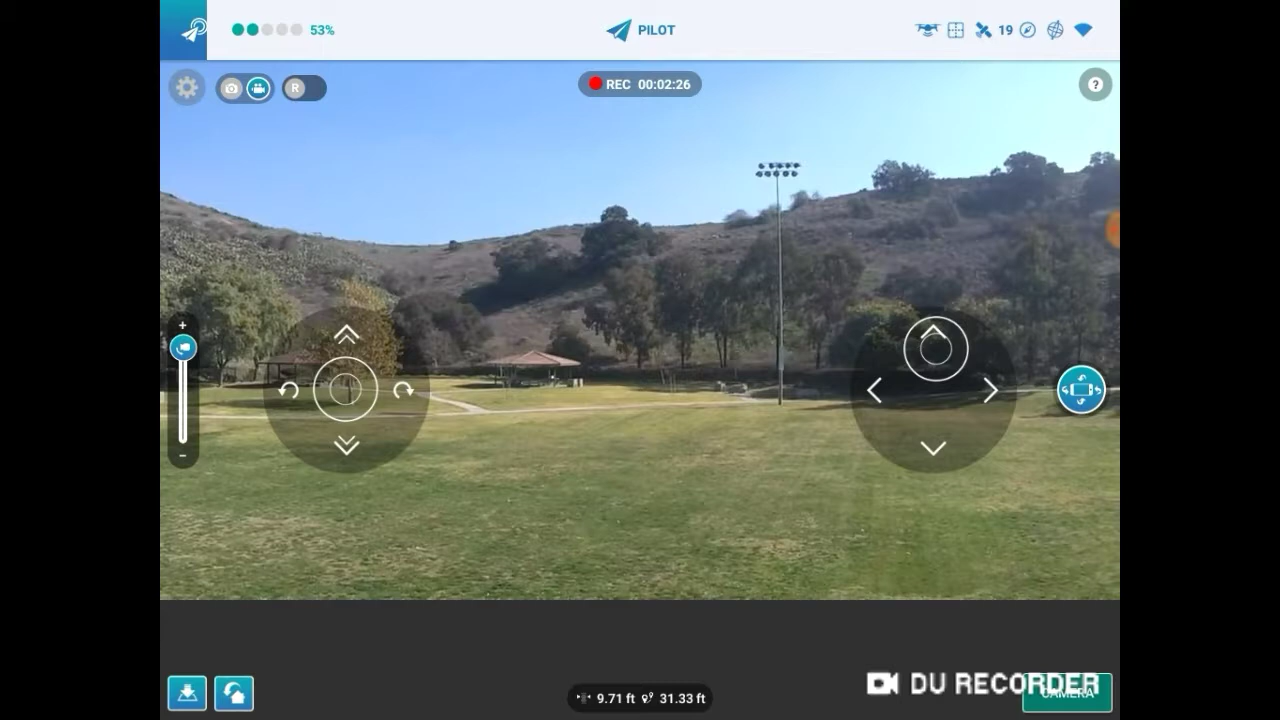 53%
PILOT
19
R
REC 00:02:26
?
+
−
9.71 ft 31.33 ft
DU RECORDER
CAMERA